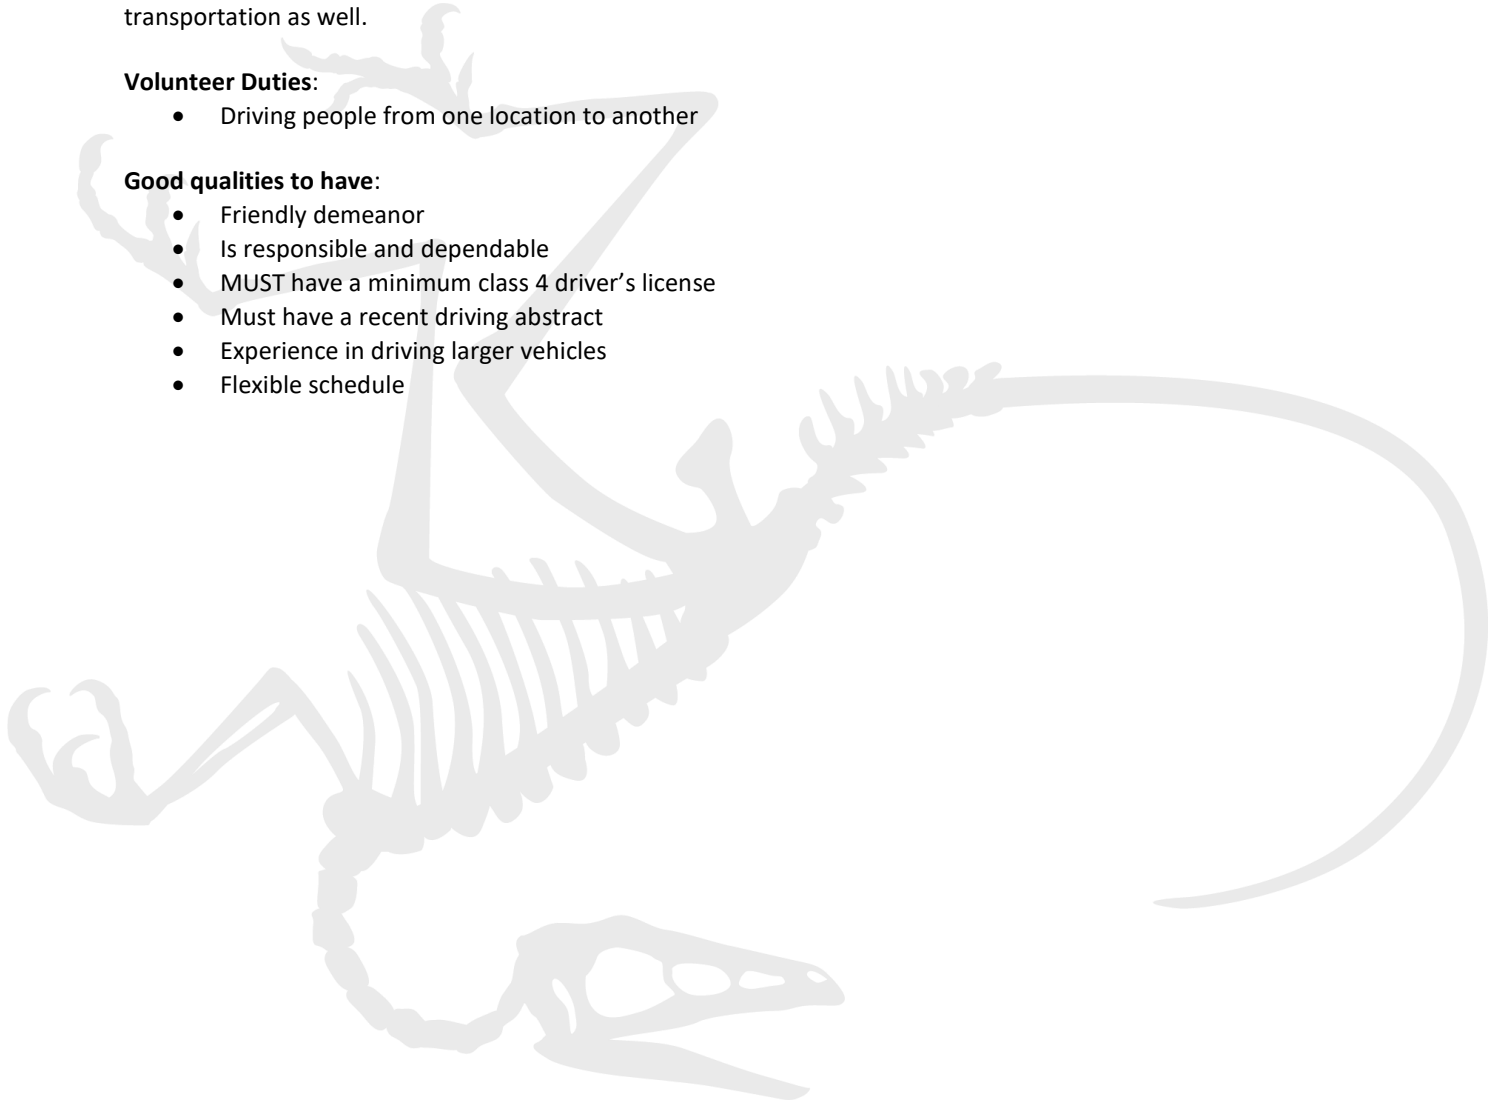 transportation as well.
Volunteer Duties:
• Driving people from one location to another
Good qualities to have:
• Friendly demeanor
• Is responsible and dependable
• MUST have a minimum class 4 driver’s license
• Must have a recent driving abstract
• Experience in driving larger vehicles
• Flexible schedule